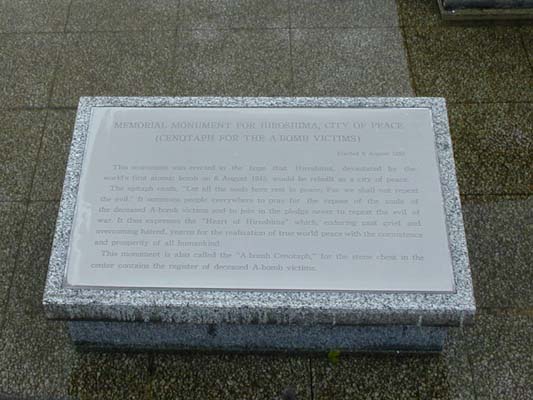 MEMORIAL MONUMENT FOR HIROSHIMA, CITY OF PEACE
(CENOTAPH FOR THE A-BOMB VICTIMS)
Erected 6 August 1952
This monument was erected in the hope that Hiroshima, devastated by the
world's first atomic bomb on 6 August 1945, would be rebuilt as a city of peace.
The epitaph reads, "Let all the souls here rest in peace; For we shall not repeat
the evil." It summons people everywhere to pray for the repose of the souls of
the deceased A-bomb victims and to join in the pledge never to repeat the evil of
war. It thus expresses the "Heart of Hiroshima" which, enduring past grief and
overcoming hatred, yearns for the realization of true world peace with the coexistence
and prosperity of all humankind.
This monument is also called the "A-bomb Cenotaph," for the stone chest in the
center contains the register of deceased A-bomb victims.